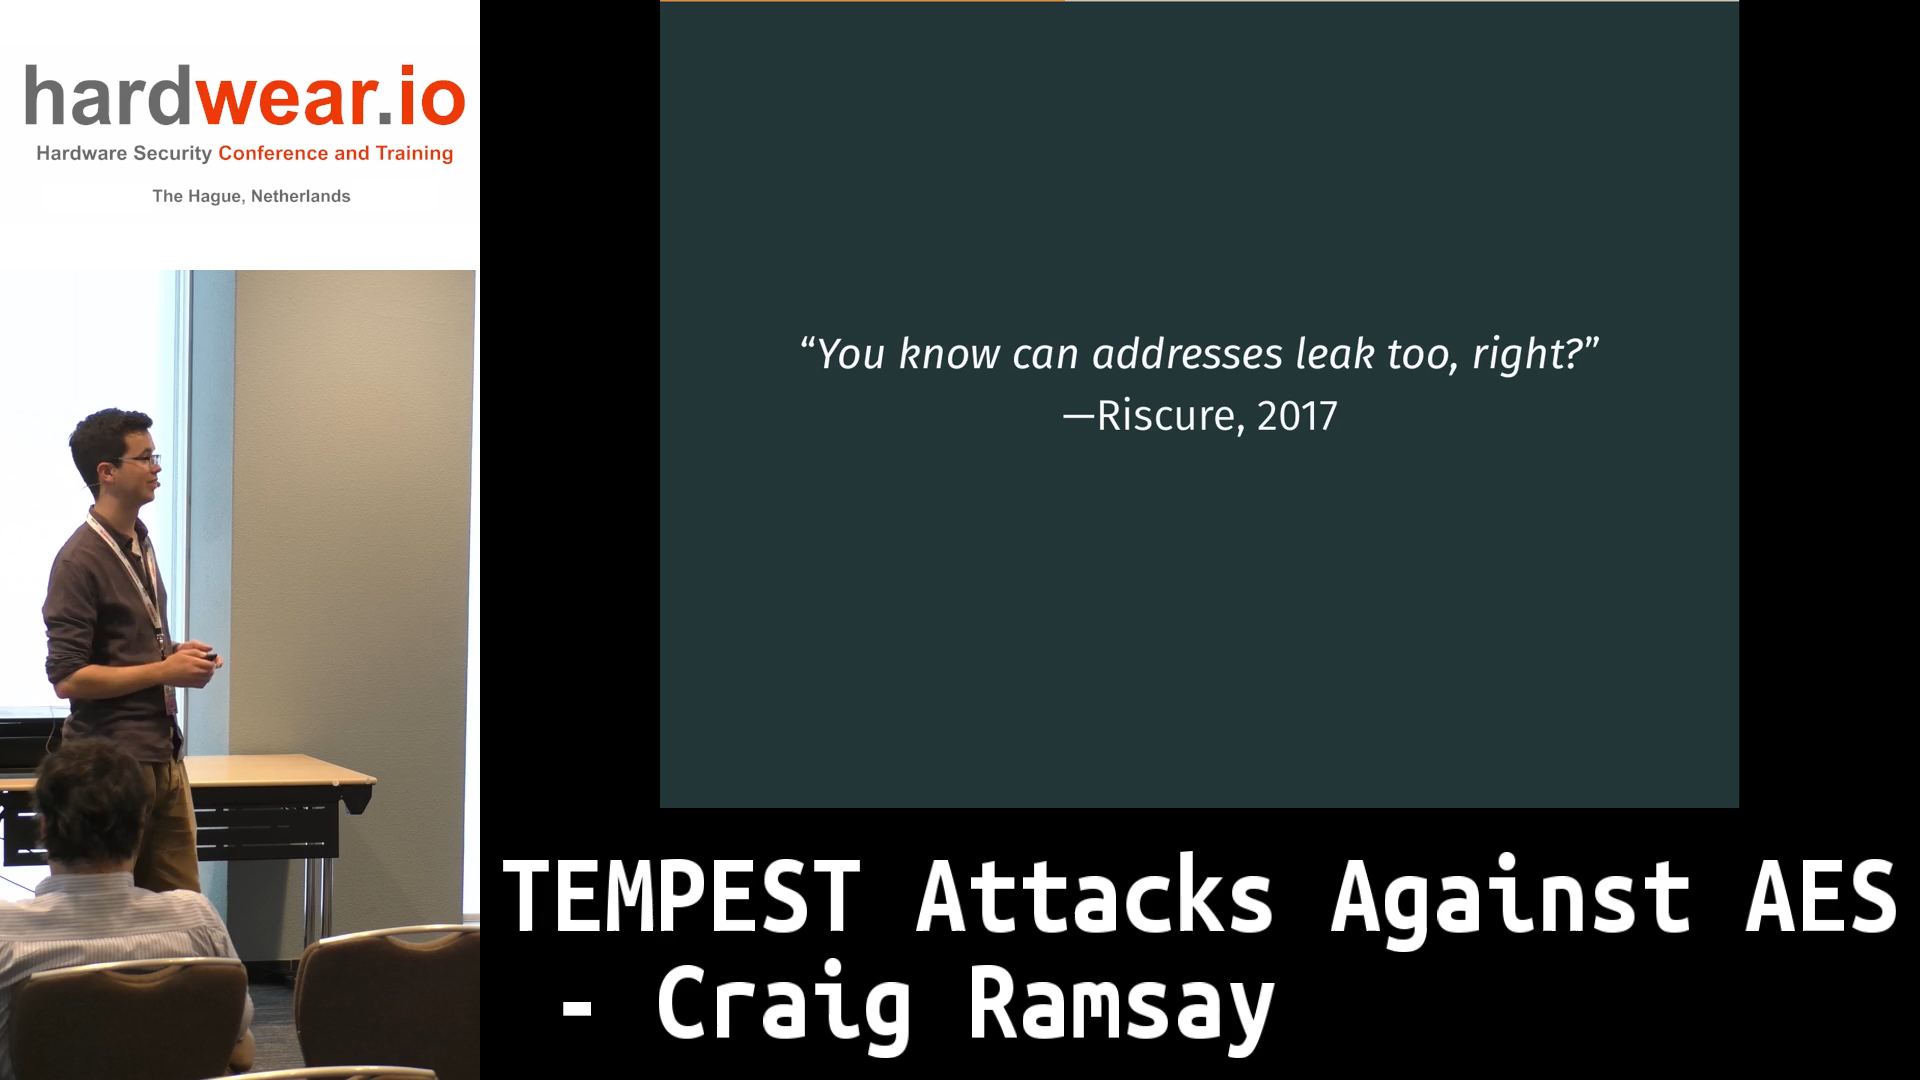 hardwear.io
Hardware Security Conference and Training
The Hague, Netherlands
“You know can addresses leak too, right?”
—Riscure, 2017
TEMPEST Attacks Against AES
- Craig Ramsay